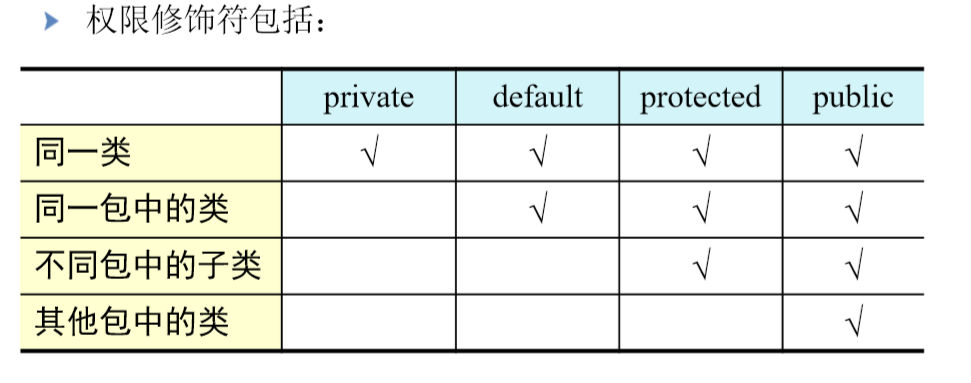 权限修饰符包括：
private default protected public
同一类 √ √ √ √
同一包中的类 √ √ √
不同包中的子类 √ √
其他包中的类 √